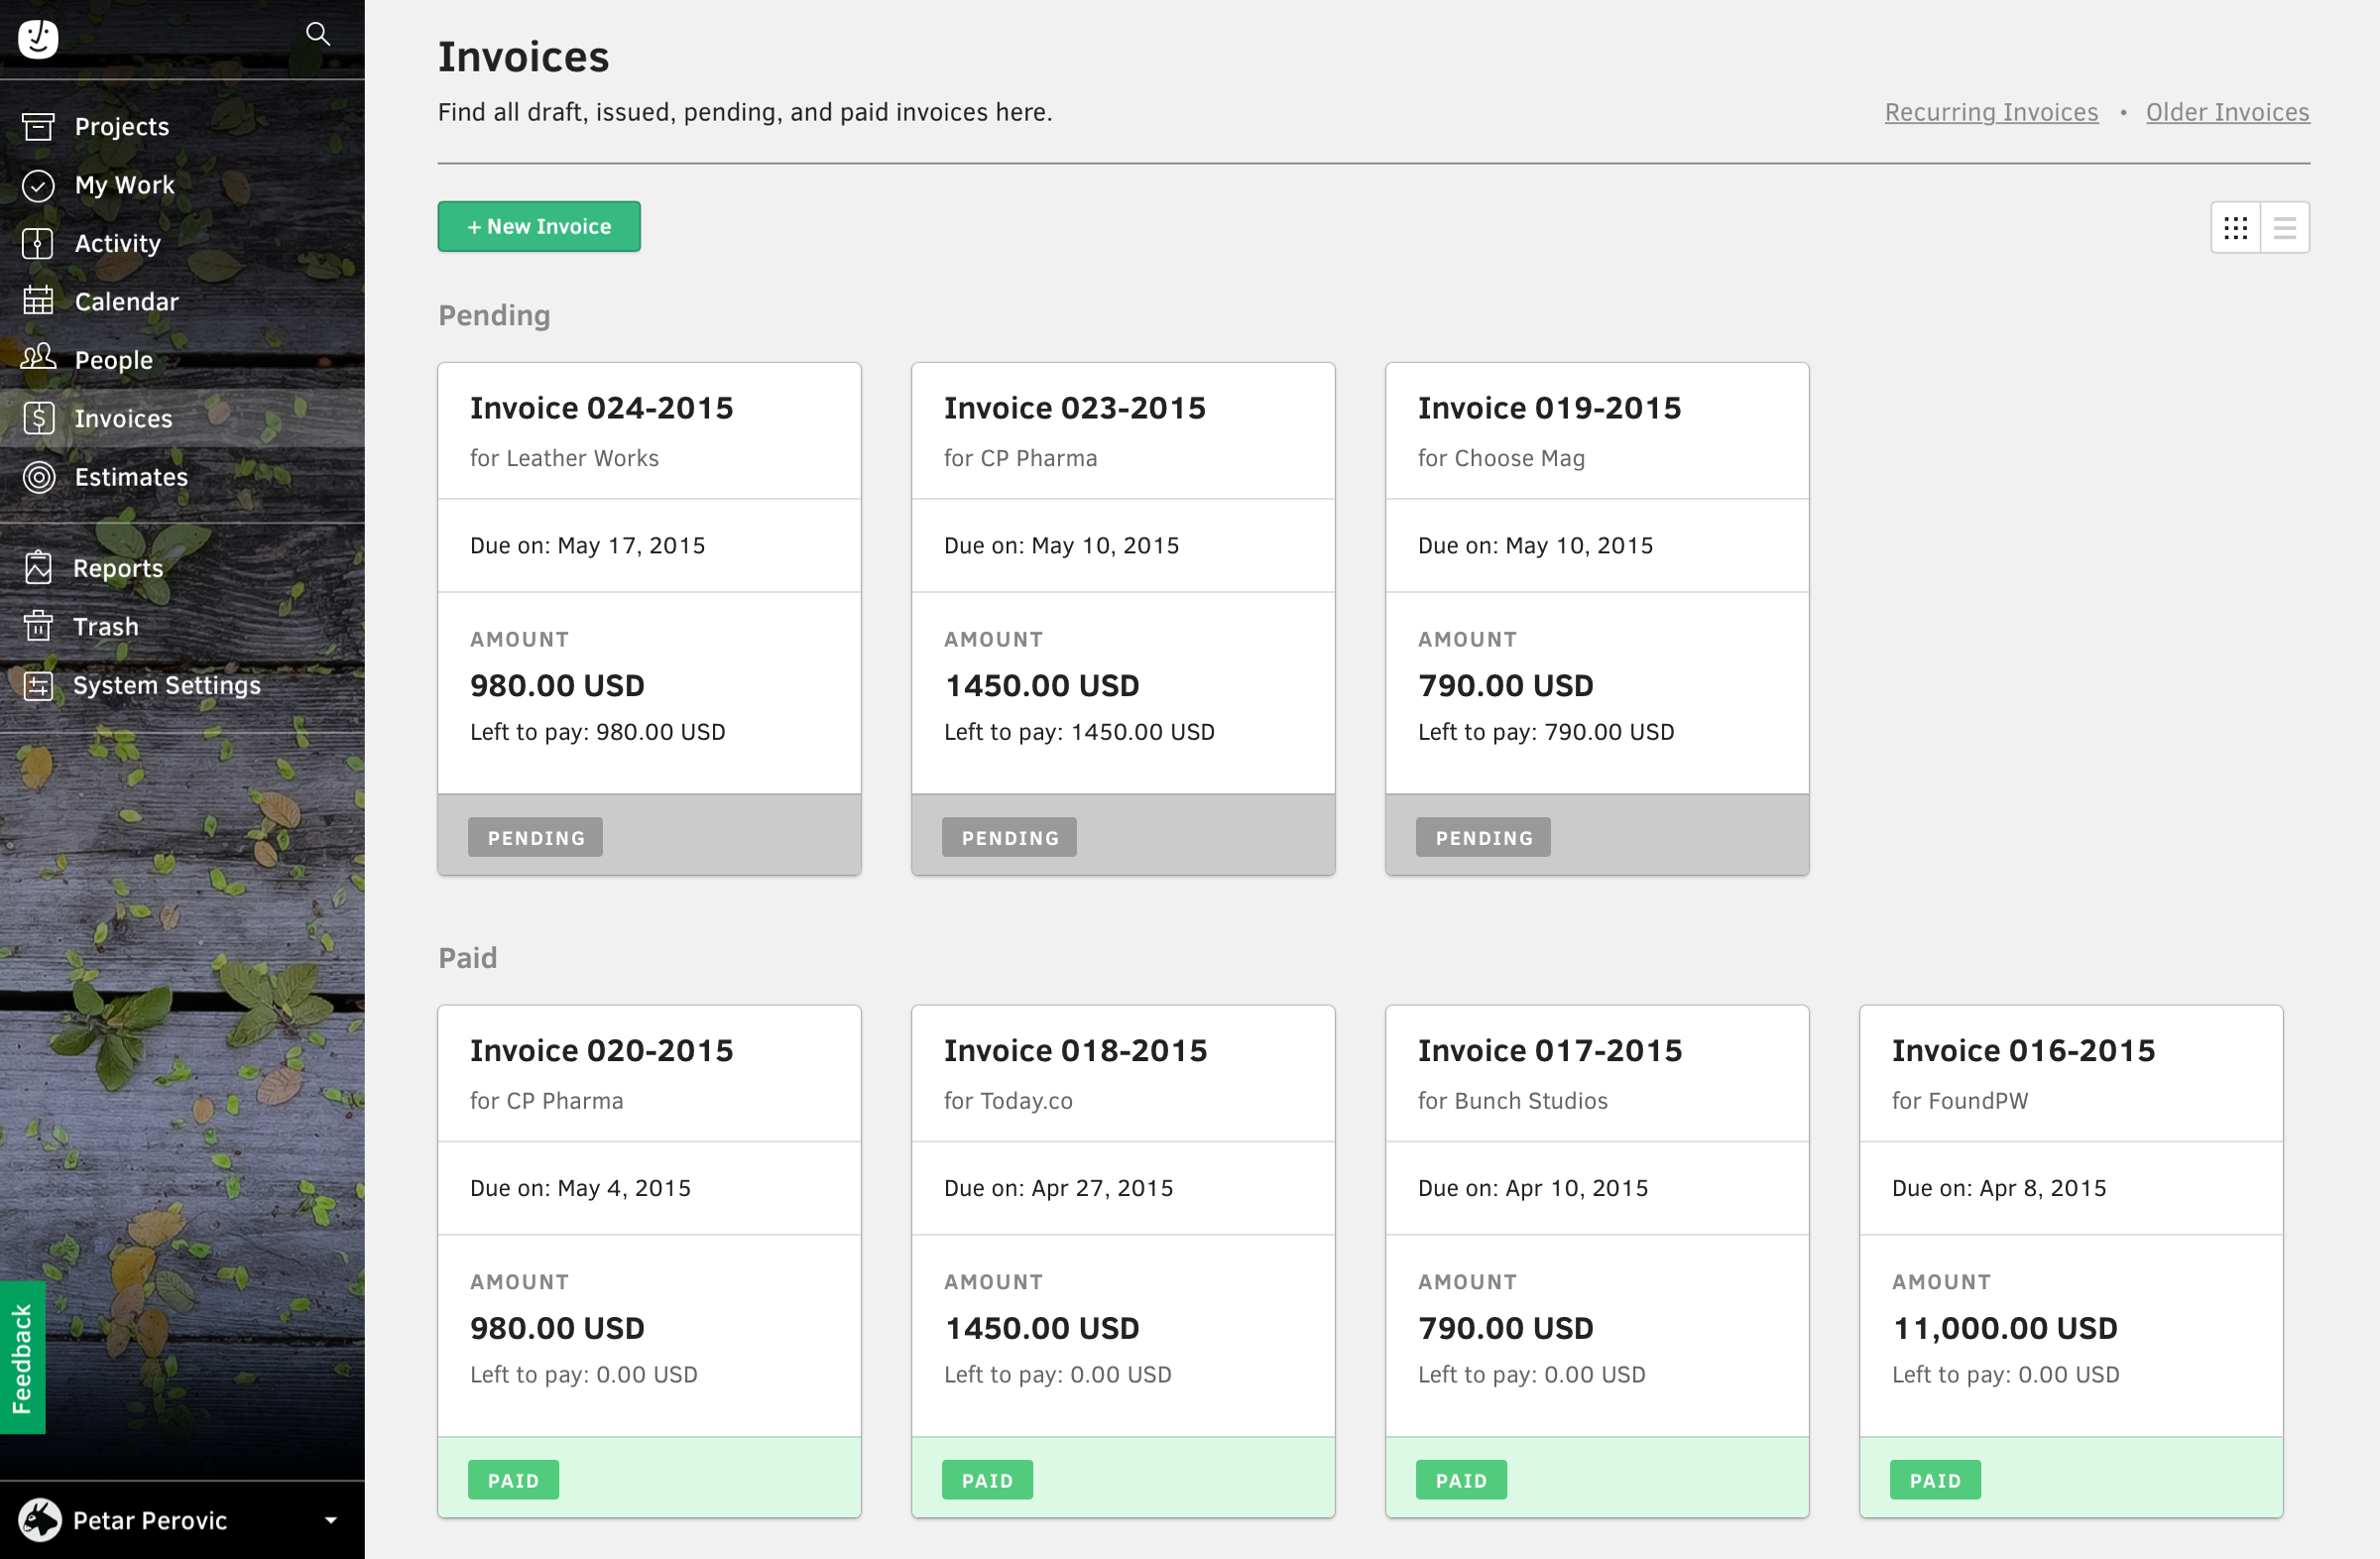 Projects
My Work
Activity
Calendar
People
Invoices
Estimates
Reports
Trash
System Settings
Feedback
Petar Perovic
Invoices
Find all draft, issued, pending, and paid invoices here.
Recurring Invoices • Older Invoices
+ New Invoice
Pending
Invoice 024-2015
for Leather Works
Due on: May 17, 2015
AMOUNT
980.00 USD
Left to pay: 980.00 USD
PENDING
Invoice 023-2015
for CP Pharma
Due on: May 10, 2015
AMOUNT
1450.00 USD
Left to pay: 1450.00 USD
PENDING
Invoice 019-2015
for Choose Mag
Due on: May 10, 2015
AMOUNT
790.00 USD
Left to pay: 790.00 USD
PENDING
Paid
Invoice 020-2015
for CP Pharma
Due on: May 4, 2015
AMOUNT
980.00 USD
Left to pay: 0.00 USD
PAID
Invoice 018-2015
for Today.co
Due on: Apr 27, 2015
AMOUNT
1450.00 USD
Left to pay: 0.00 USD
PAID
Invoice 017-2015
for Bunch Studios
Due on: Apr 10, 2015
AMOUNT
790.00 USD
Left to pay: 0.00 USD
PAID
Invoice 016-2015
for FoundPW
Due on: Apr 8, 2015
AMOUNT
11,000.00 USD
Left to pay: 0.00 USD
PAID